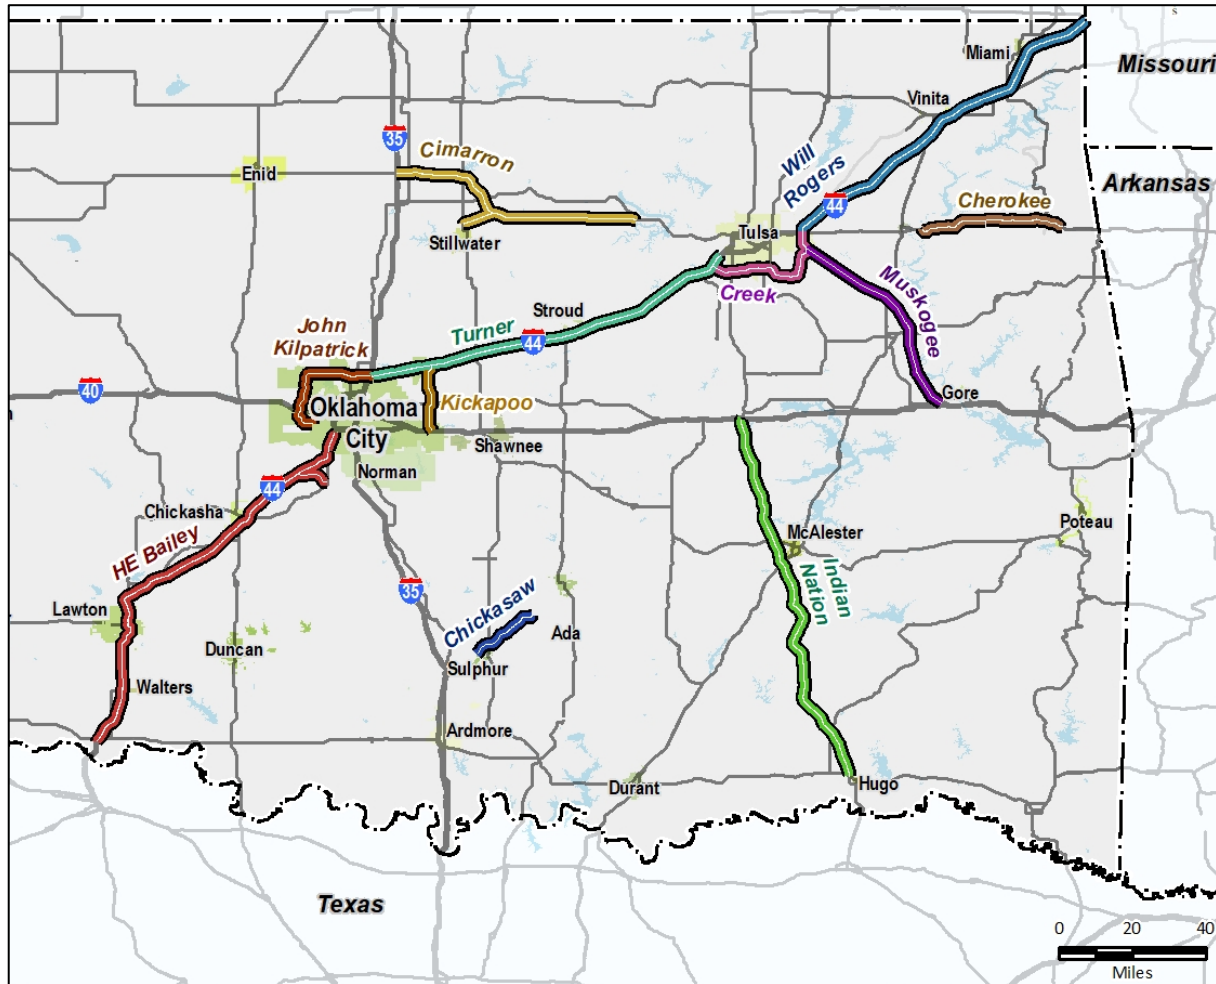 s
Miami
Missouri
Vinita
35
Cimarron
Will
Rogers
Enid
Arkansas
44
Cherokee
Stillwater
Tulsa
Creek
Muskogee
Stroud
John
Kilpatrick
Turner
44
40
Gore
Oklahoma
City
Kickapoo
Shawnee
Norman
44
Chickasha
Poteau
McAlester
HE Bailey
Indian
Nation
35
Chickasaw
Lawton
Ada
Duncan
Sulphur
Walters
Ardmore
Durant
Hugo
Texas
0 20 40
Miles